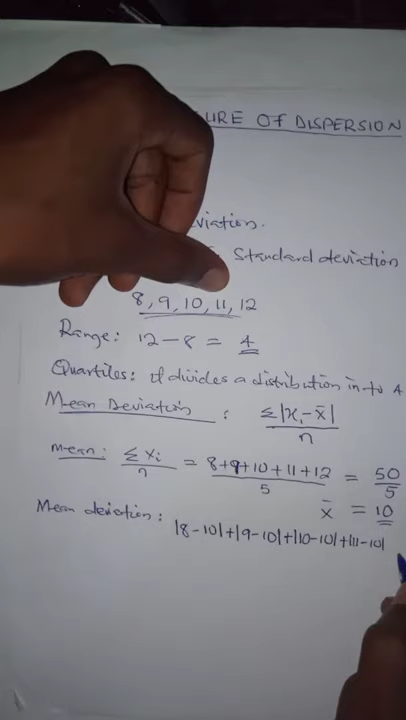 URE OF DISPERSION
viation.
Standard deviation
8, 9, 10, 11, 12
Range: 12 - 8 = 4
Quartiles: it divides a distribution in to 4
Mean Deviation : Σ|xᵢ - x̄| / n
mean: Σxᵢ / n = 8+9+10+11+12 / 5 = 50 / 5
x̄ = 10
Mean deviation: |8-10|+|9-10|+|10-10|+|11-10|